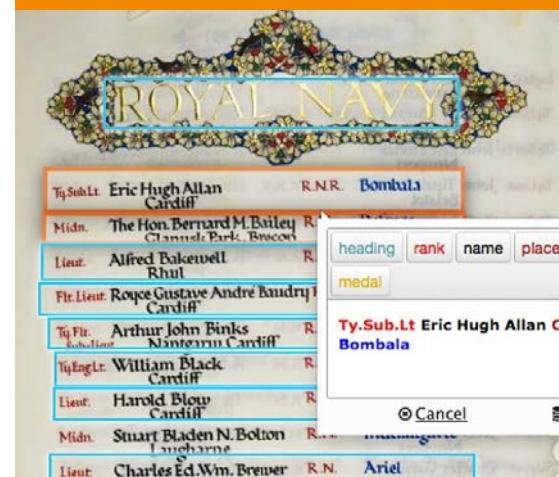 ROYAL NAVY
Ty.Sub.Lt. Eric Hugh Allan R.N.R. Bombala
Cardiff
Midn. The Hon. Bernard M. Bailey
Glanusk Park, Brecon
Lieut. Alfred Bakewell
Rhyl
Flt. Lieut. Royce Gustave André Baudry
Cardiff
Ty. Flt. Arthur John Binks
Sub-Lieut. Nantgarw Cardiff
Ty.Eng.Lt. William Black
Cardiff
Lieut. Harold Blow
Cardiff
Midn. Stuart Bladen N. Bolton
Laugharne
Lieut. Charles Ed. Wm. Brewer R.N. Ariel
heading rank name place
medal
Ty.Sub.Lt Eric Hugh Allan C
Bombala
Cancel